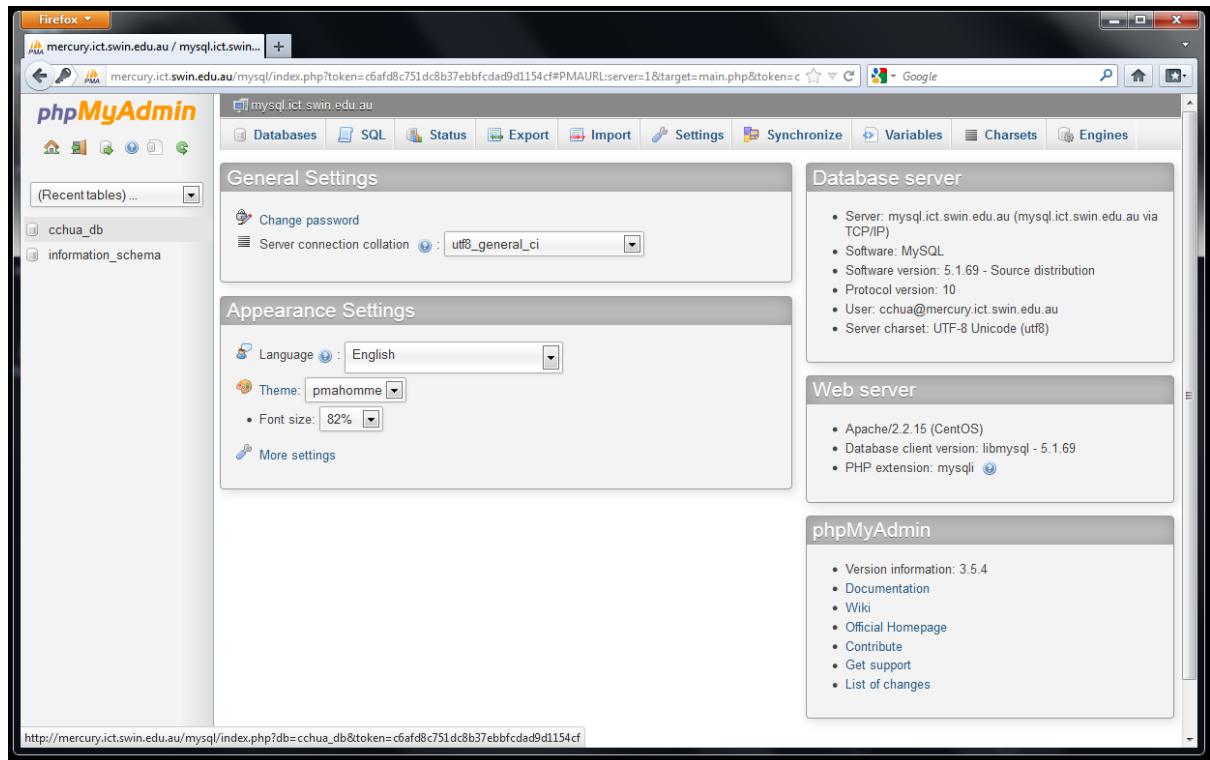 Firefox
mercury.ict.swin.edu.au / mysql.ict.swin...
mercury.ict.swin.edu.au/mysql/index.php?token=c6afd8c751dc8b37ebbfcdad9d1154cf#PMAURL:server=1&target=main.php&token=c
Google
phpMyAdmin
(Recent tables) ...
cchua_db
information_schema
mysql.ict.swin.edu.au
Databases SQL Status Export Import Settings Synchronize Variables Charsets Engines
General Settings
Change password
Server connection collation : utf8_general_ci
Appearance Settings
Language : English
Theme: pmahomme
• Font size: 82%
More settings
Database server
• Server: mysql.ict.swin.edu.au (mysql.ict.swin.edu.au via
TCP/IP)
• Software: MySQL
• Software version: 5.1.69 - Source distribution
• Protocol version: 10
• User: cchua@mercury.ict.swin.edu.au
• Server charset: UTF-8 Unicode (utf8)
Web server
• Apache/2.2.15 (CentOS)
• Database client version: libmysql - 5.1.69
• PHP extension: mysqli
phpMyAdmin
• Version information: 3.5.4
• Documentation
• Wiki
• Official Homepage
• Contribute
• Get support
• List of changes
http://mercury.ict.swin.edu.au/mysql/index.php?db=cchua_db&token=c6afd8c751dc8b37ebbfcdad9d1154cf